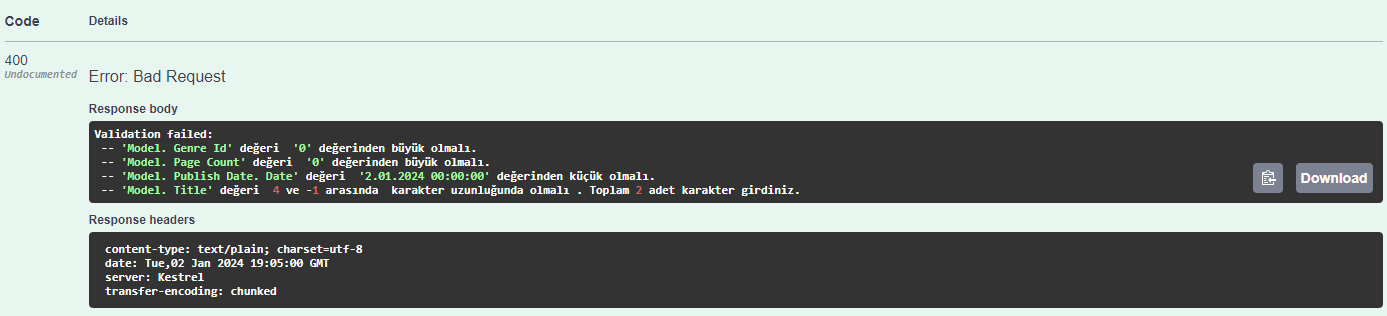 Code Details
400
Undocumented
Error: Bad Request
Response body
Validation failed:
-- 'Model. Genre Id' değeri  '0' değerinden büyük olmalı.
-- 'Model. Page Count' değeri  '0' değerinden büyük olmalı.
-- 'Model. Publish Date. Date' değeri  '2.01.2024 00:00:00' değerinden küçük olmalı.
-- 'Model. Title' değeri  4 ve -1 arasında  karakter uzunluğunda olmalı . Toplam 2 adet karakter girdiniz.
Download
Response headers
content-type: text/plain; charset=utf-8
date: Tue,02 Jan 2024 19:05:00 GMT
server: Kestrel
transfer-encoding: chunked